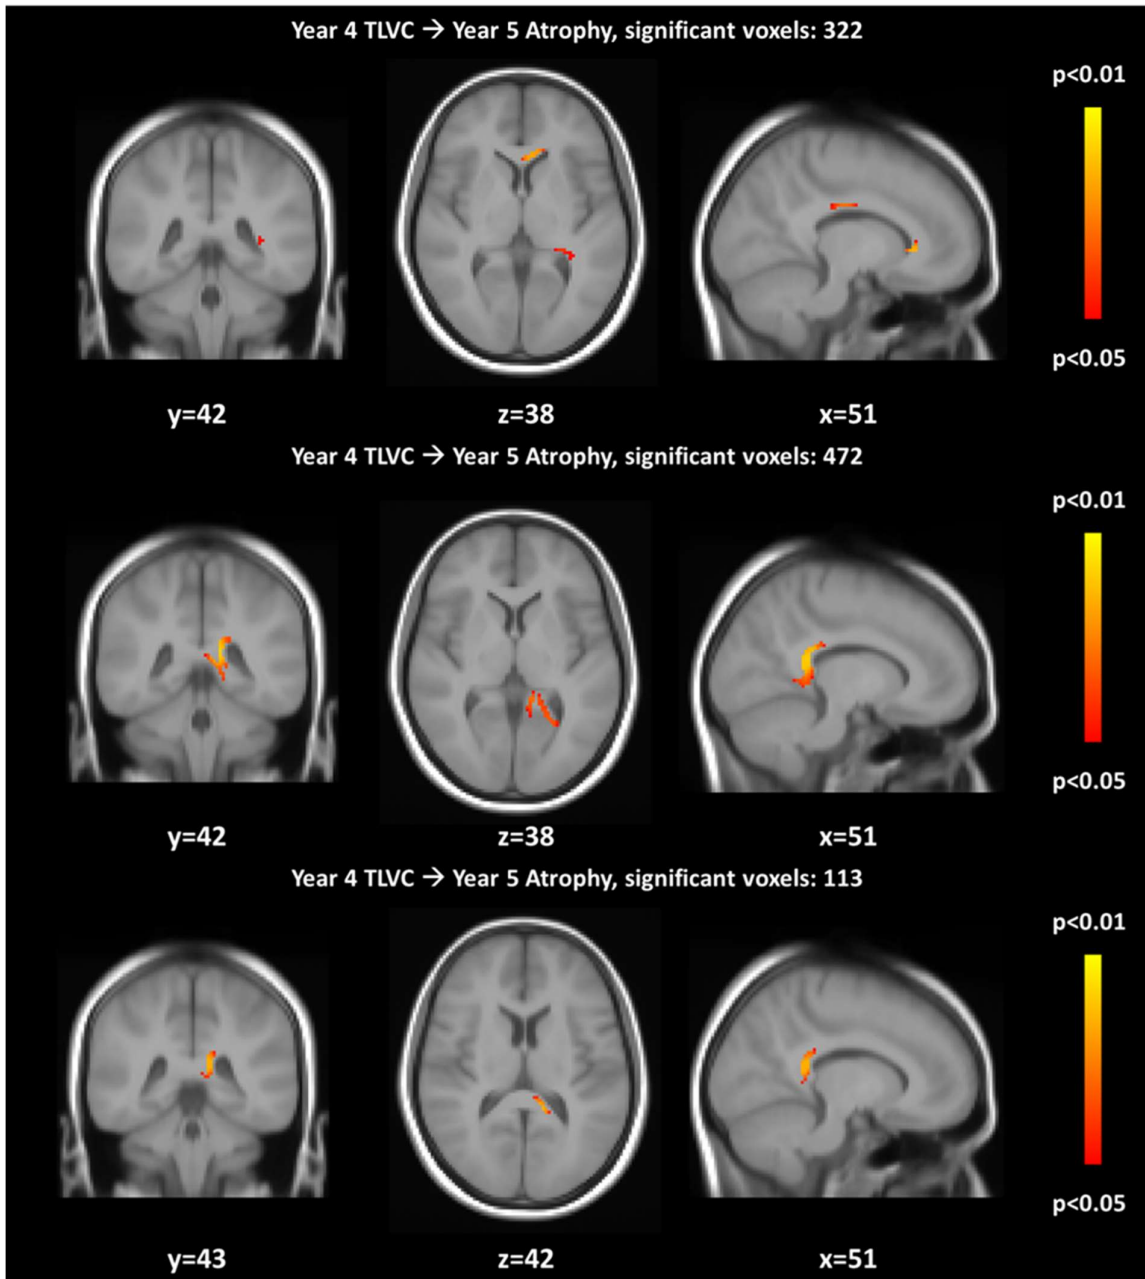 Year 4 TLVC → Year 5 Atrophy, significant voxels: 322
p<0.01
p<0.05
y=42 z=38 x=51
Year 4 TLVC → Year 5 Atrophy, significant voxels: 472
p<0.01
p<0.05
y=42 z=38 x=51
Year 4 TLVC → Year 5 Atrophy, significant voxels: 113
p<0.01
p<0.05
y=43 z=42 x=51